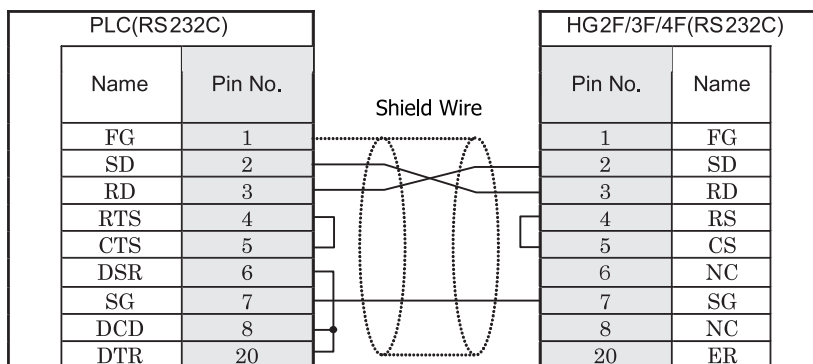 PLC(RS232C) HG2F/3F/4F(RS232C)
Name Pin No. Pin No. Name
Shield Wire
FG 1 1 FG
SD 2 2 SD
RD 3 3 RD
RTS 4 4 RS
CTS 5 5 CS
DSR 6 6 NC
SG 7 7 SG
DCD 8 8 NC
DTR 20 20 ER